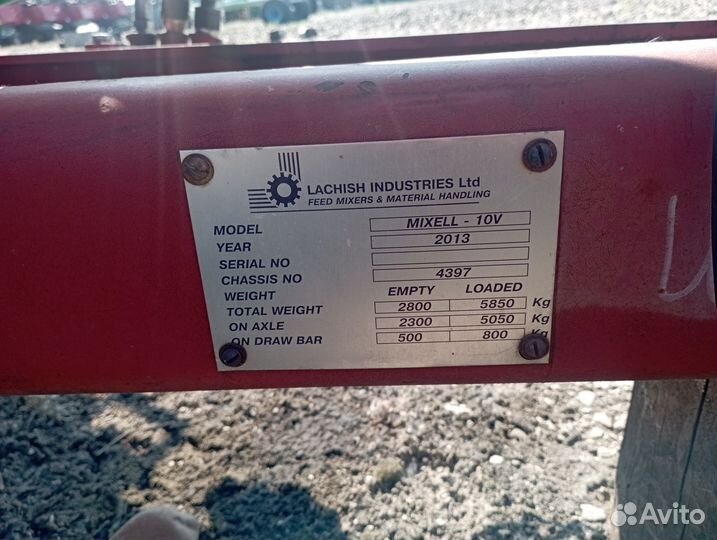 LACHISH INDUSTRIES Ltd
FEED MIXERS & MATERIAL HANDLING
MODEL MIXELL - 10V
YEAR 2013
SERIAL NO
CHASSIS NO 4397
WEIGHT EMPTY LOADED
TOTAL WEIGHT 2800 5850 Kg
ON AXLE 2300 5050 Kg
ON DRAW BAR 500 800 Kg
Avito